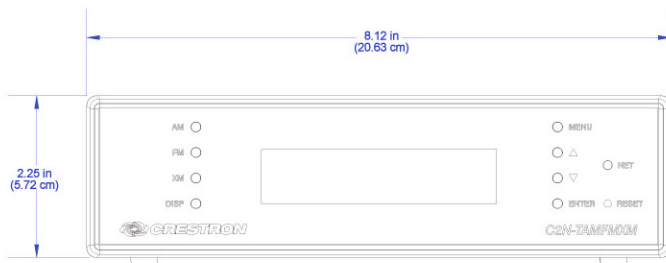 8.12 in
(20.63 cm)
2.25 in
(5.72 cm)
AM
FM
XM
DISP
MENU
NET
ENTER
RESET
CRESTRON
C2N-TAMFMXM